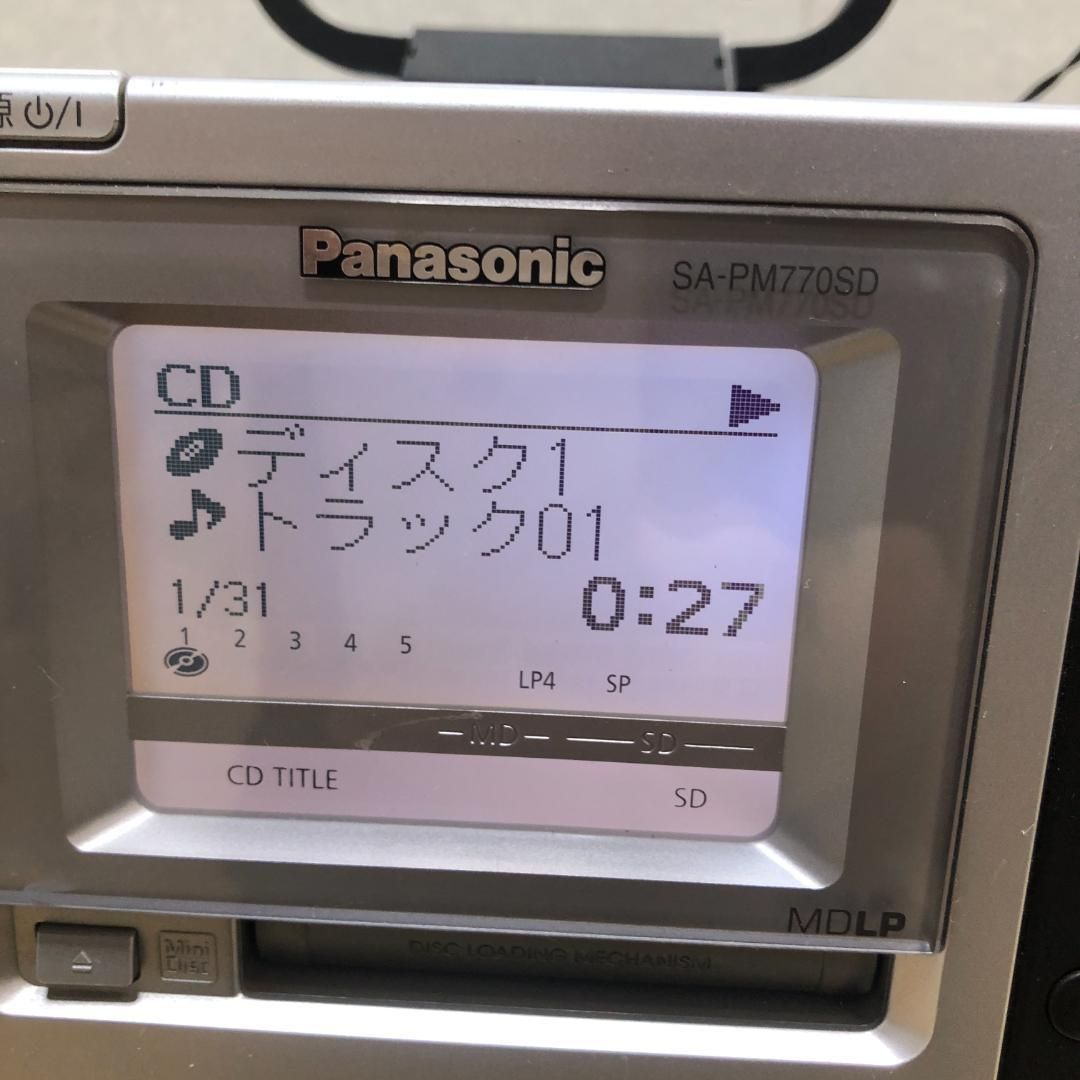 源 ⏻/I
Panasonic SA-PM770SD
CD
ディスク1
トラック01
1/31 0:27
1 2 3 4 5
LP4 SP
MD SD
CD TITLE SD
MDLP
Mini Disc
DISC LOADING MECHANISM